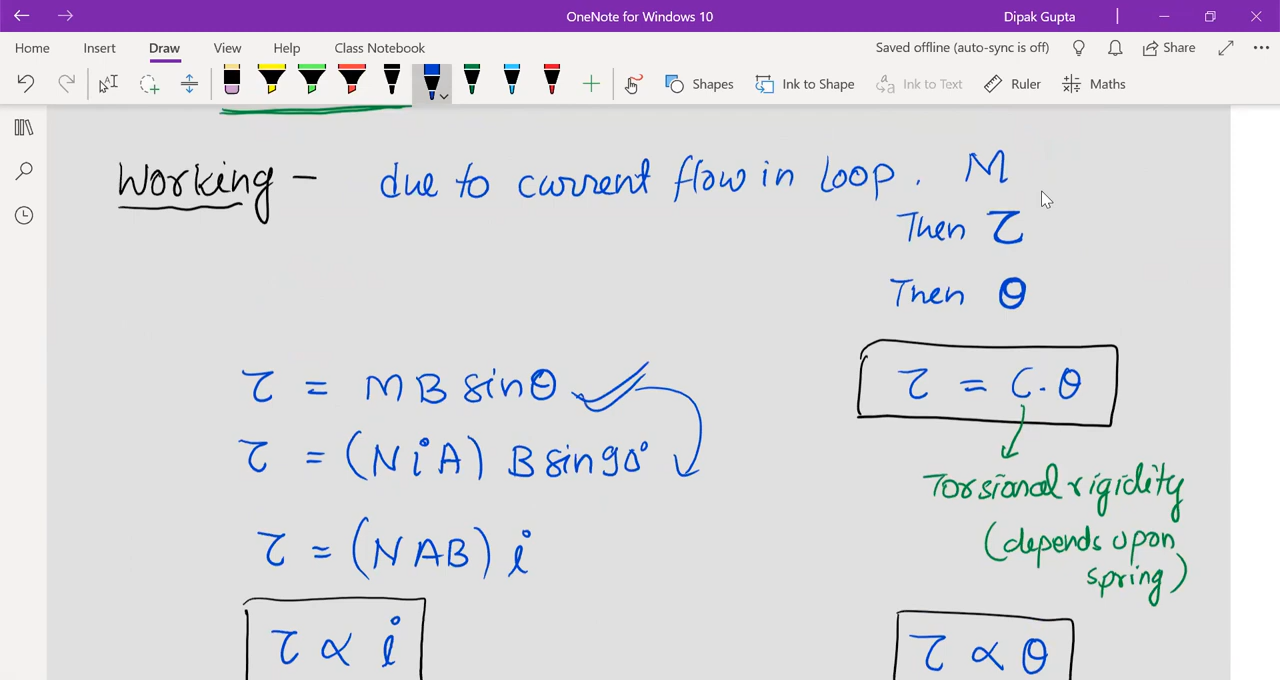 OneNote for Windows 10
Dipak Gupta
Home Insert Draw View Help Class Notebook
Saved offline (auto-sync is off)
Share
Shapes
Ink to Shape
Ink to Text
Ruler
Maths
Working - due to current flow in loop. M
Then τ
Then θ
τ = MB sinθ
τ = C·θ
τ = (NiA) B sin90°
Torsional rigidity
(depends upon
spring)
τ = (NAB) i
τ ∝ i
τ ∝ θ